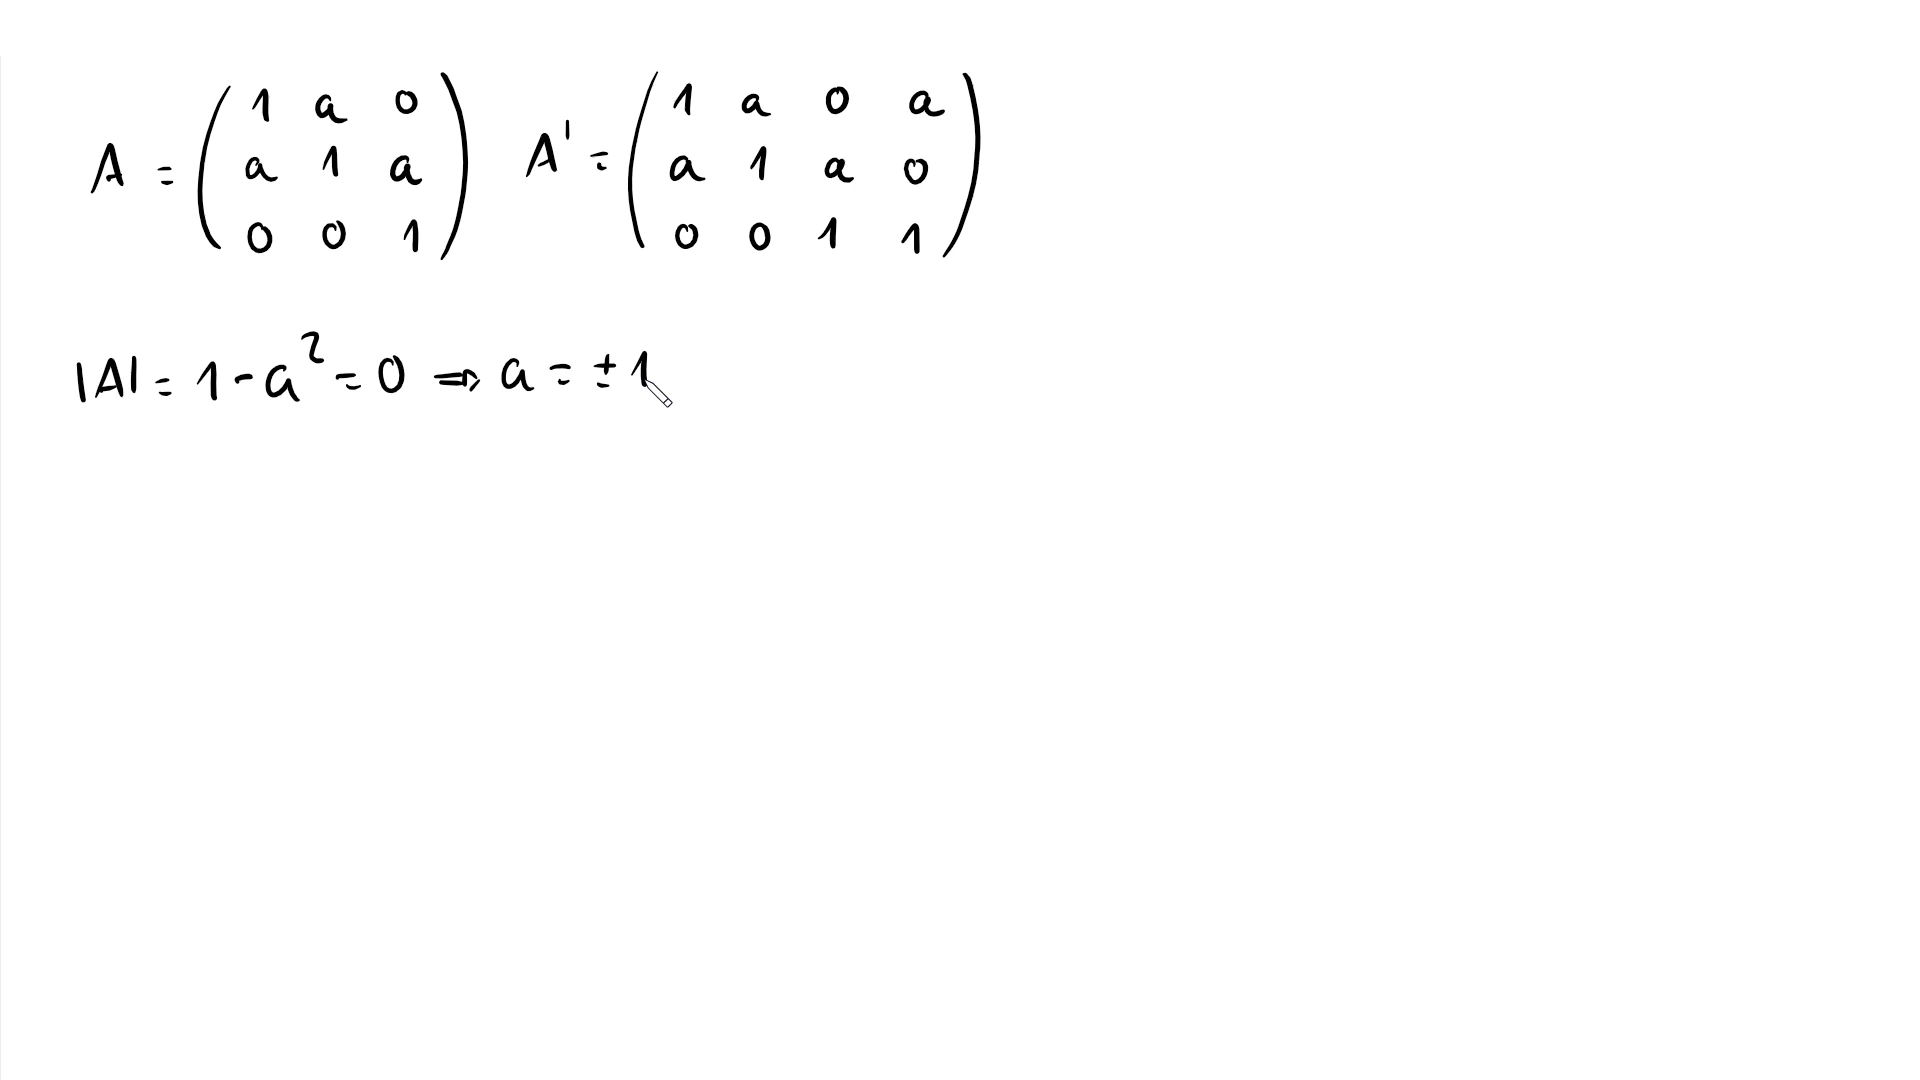 A = ( 1 a 0 ) A' = ( 1 a 0 a )
( a 1 a ) ( a 1 a 0 )
( 0 0 1 ) ( 0 0 1 1 )
|A| = 1 - a² = 0 ⇒ a = ± 1